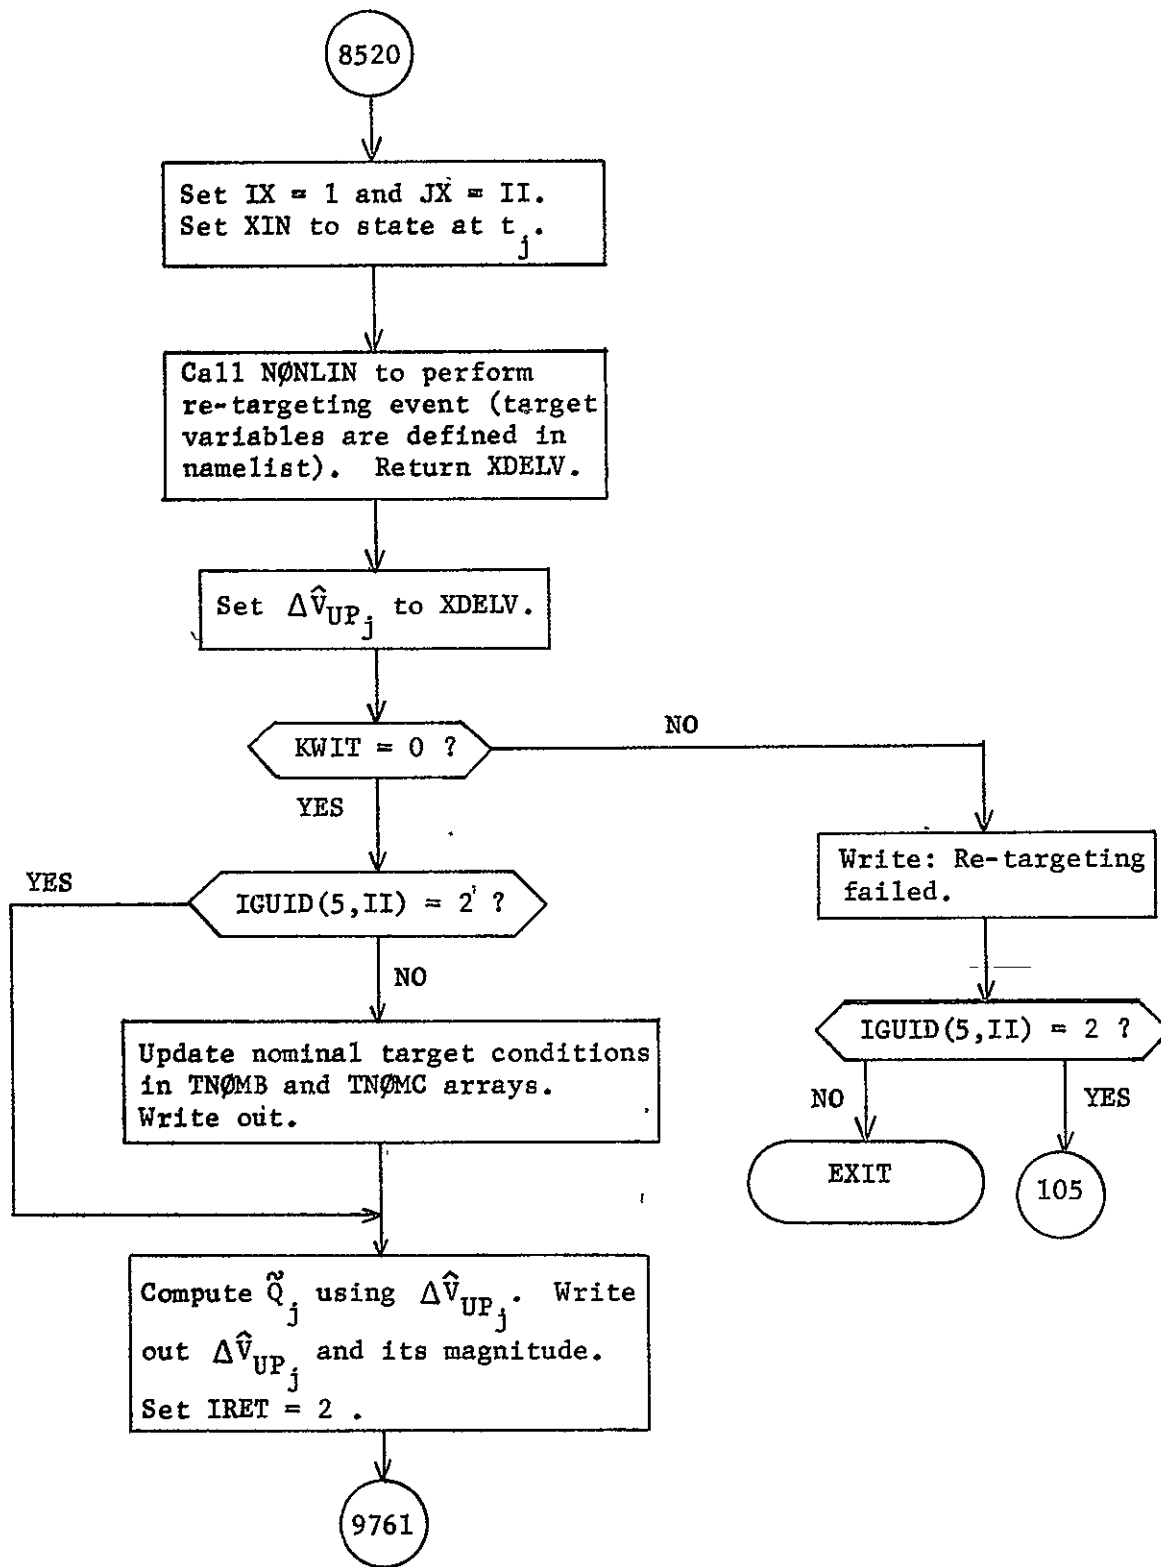 8520
Set IX = 1 and JX = II.
Set XIN to state at t_j.
Call NØNLIN to perform
re-targeting event (target
variables are defined in
namelist). Return XDELV.
Set ΔV̂_UP_j to XDELV.
KWIT = 0 ?
NO
YES
Write: Re-targeting
failed.
YES
IGUID(5,II) = 2 ?
NO
IGUID(5,II) = 2 ?
Update nominal target conditions
in TNØMB and TNØMC arrays.
Write out.
NO
YES
EXIT
105
Compute Q̃_j using ΔV̂_UP_j. Write
out ΔV̂_UP_j and its magnitude.
Set IRET = 2 .
9761